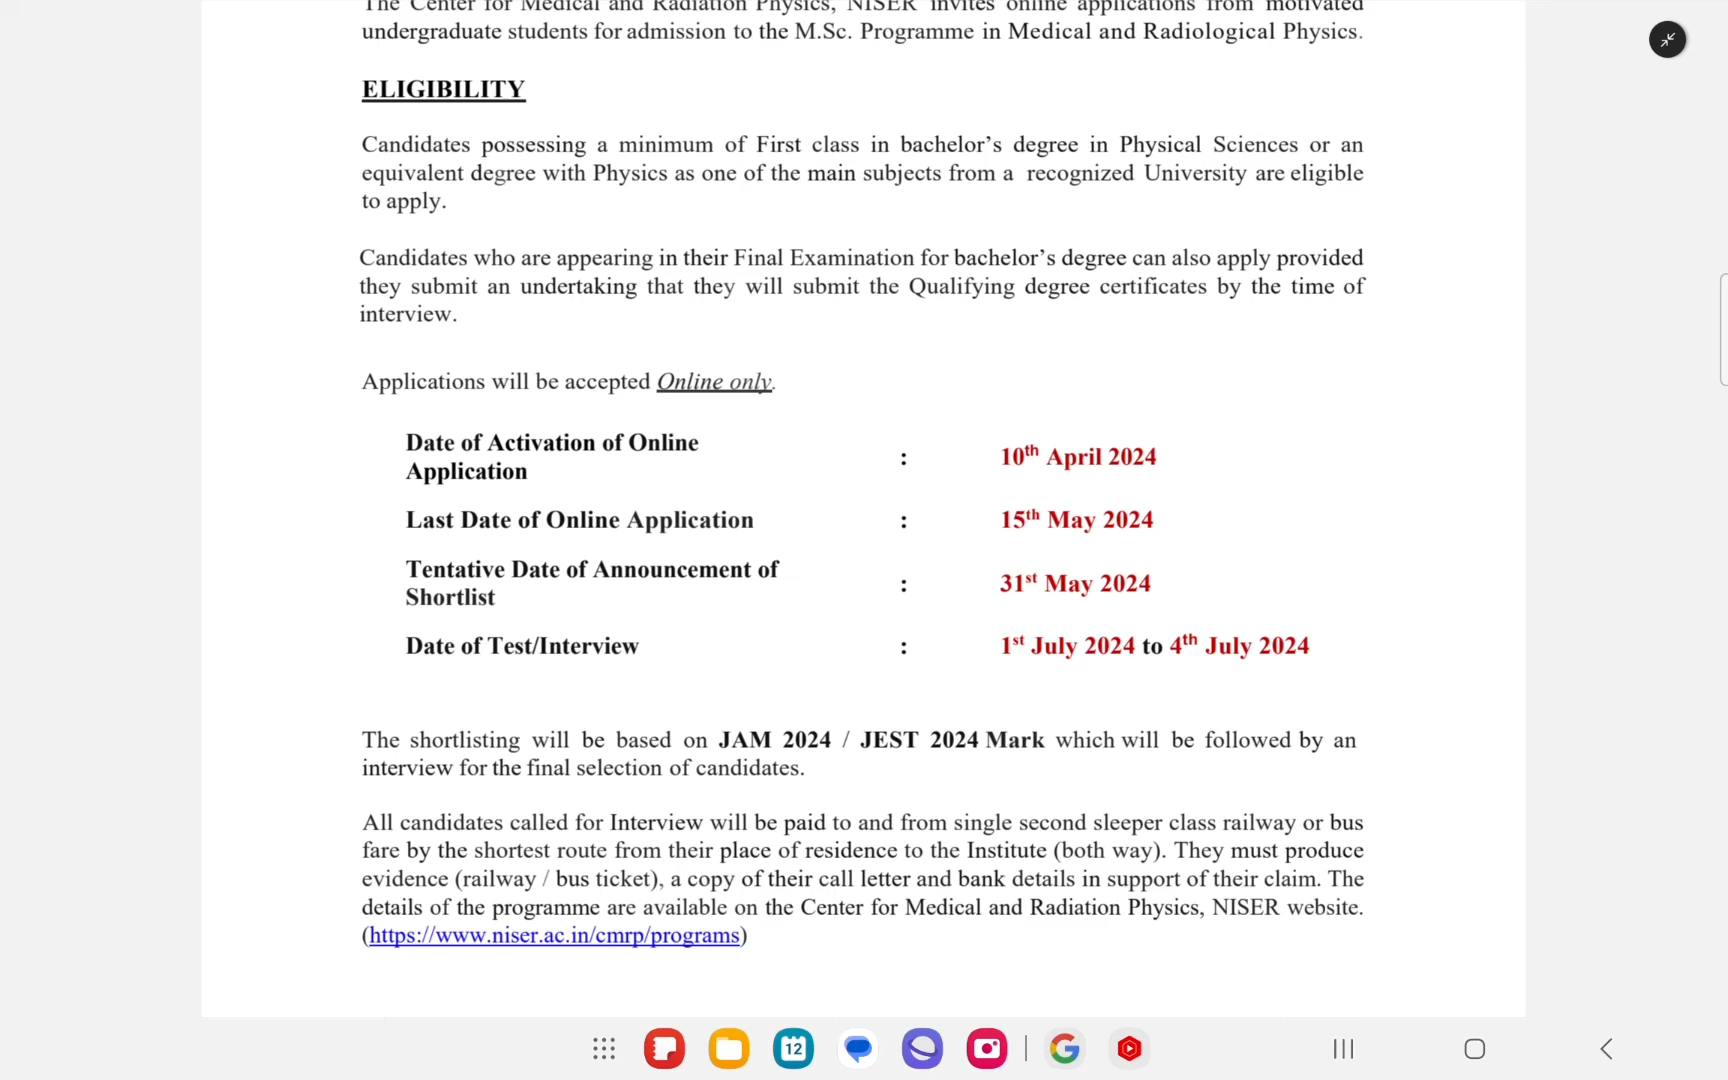 The Center for Medical and Radiation Physics, NISER invites online applications from motivated
undergraduate students for admission to the M.Sc. Programme in Medical and Radiological Physics.
ELIGIBILITY
Candidates possessing a minimum of First class in bachelor’s degree in Physical Sciences or an
equivalent degree with Physics as one of the main subjects from a recognized University are eligible
to apply.
Candidates who are appearing in their Final Examination for bachelor’s degree can also apply provided
they submit an undertaking that they will submit the Qualifying degree certificates by the time of
interview.
Applications will be accepted Online only.
Date of Activation of Online
Application : 10th April 2024
Last Date of Online Application : 15th May 2024
Tentative Date of Announcement of
Shortlist : 31st May 2024
Date of Test/Interview : 1st July 2024 to 4th July 2024
The shortlisting will be based on JAM 2024 / JEST 2024 Mark which will be followed by an
interview for the final selection of candidates.
All candidates called for Interview will be paid to and from single second sleeper class railway or bus
fare by the shortest route from their place of residence to the Institute (both way). They must produce
evidence (railway / bus ticket), a copy of their call letter and bank details in support of their claim. The
details of the programme are available on the Center for Medical and Radiation Physics, NISER website.
(https://www.niser.ac.in/cmrp/programs)
12